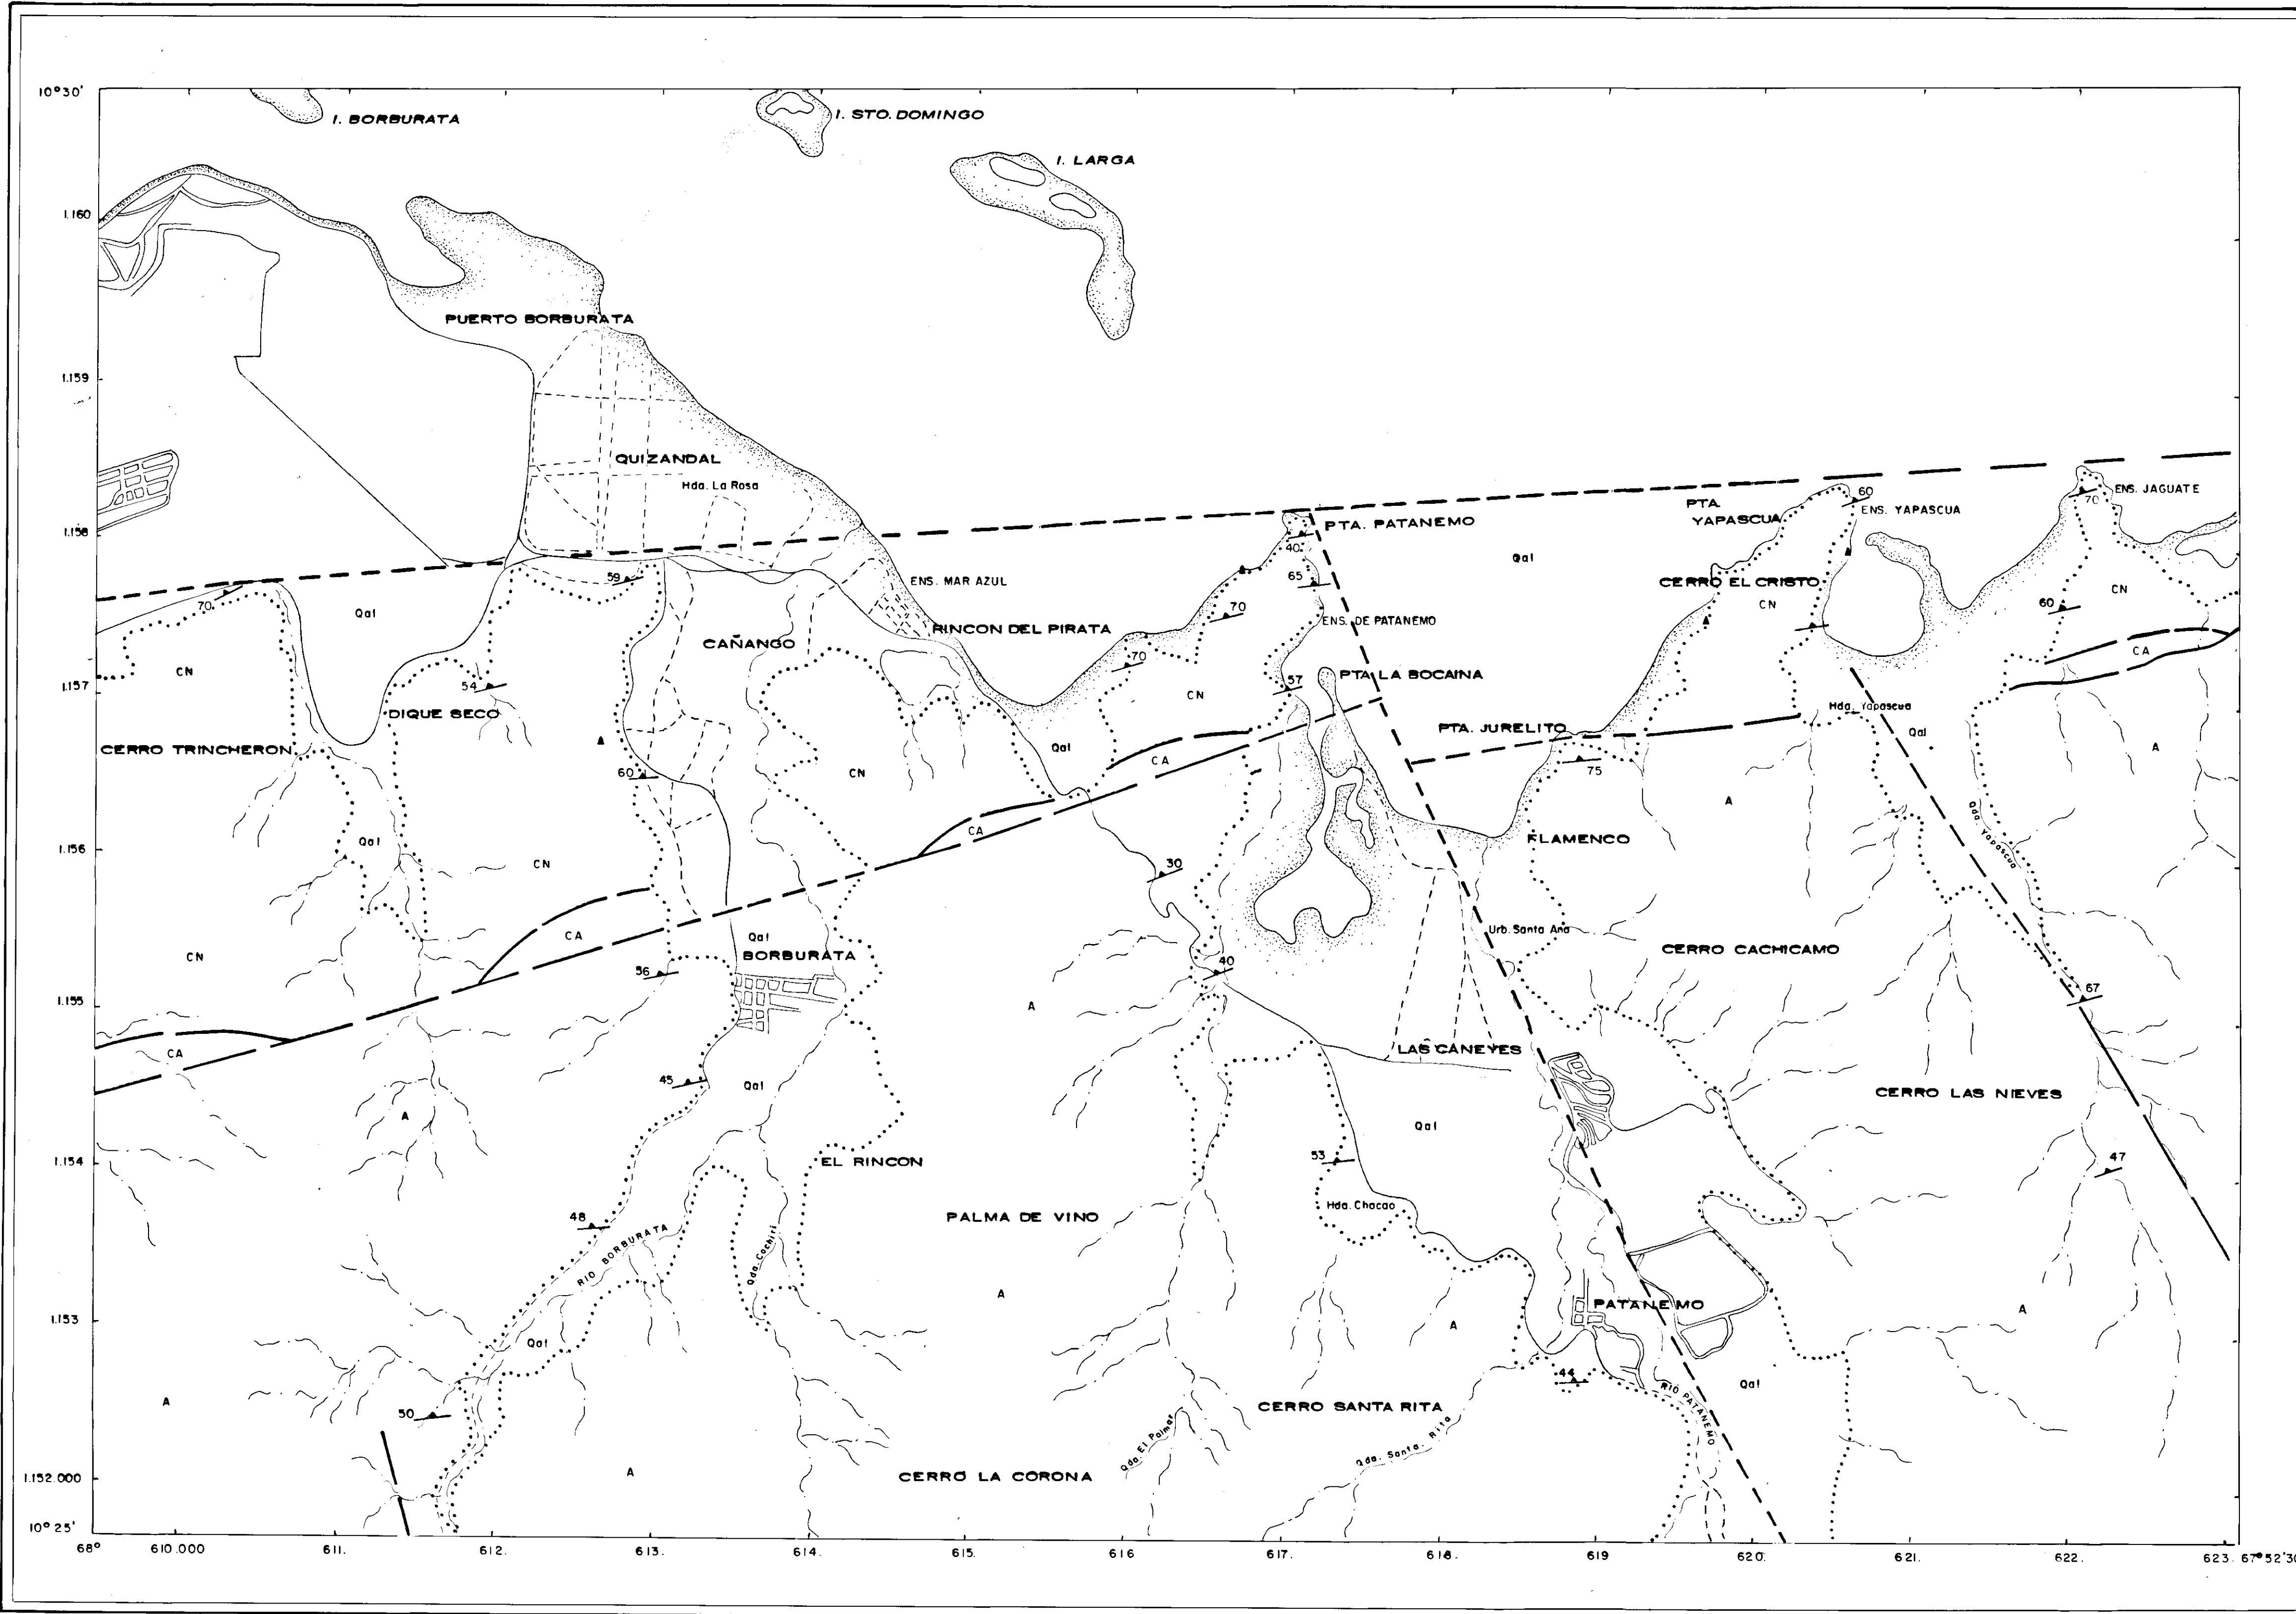 10°30'
I. BORBURATA
I. STO. DOMINGO
I. LARGA
1.160
PUERTO BORBURATA
1.159
QUIZANDAL
Hda. La Rosa
PTA. YAPASCUA
60
ENS. JAGUATE
70
ENS. YAPASCUA
PTA. PATANEMO
1.158
40
Qal
59
ENS. MAR AZUL
65
CERRO EL CRISTO
70
Qal
70
CN
60
CN
ENS. DE PATANEMO
RINCON DEL PIRATA
CAÑANGO
CA
70
CN
1.157
54
57
PTA. LA BOCAINA
CN
DIQUE SECO
Hda. Yapascua
PTA. JURELITO
Qal
CERRO TRINCHERON
Qal
A
CA
60
CN
75
A
Qda. Yapascua
CA
Qal
FLAMENCO
1.156
CN
30
Urb. Santa Ana
CA
Qal
CERRO CACHICAMO
CN
BORBURATA
56
40
67
1.155
A
CA
LAS CANEYES
45
Qal
CERRO LAS NIEVES
A
Qal
1.154
EL RINCON
53
47
Hda. Chacao
48
PALMA DE VINO
RIO BORBURATA
Qda. Cochiri
A
PATANEMO
A
1.153
A
Qal
44
Qal
RIO PATANEMO
A
CERRO SANTA RITA
50
Qda. El Palmar
Qda. Santa Rita
A
CERRO LA CORONA
1.152.000
10°25'
68° 610.000 611. 612. 613. 614. 615. 616 617. 618. 619 620. 621. 622. 623. 67°52'30